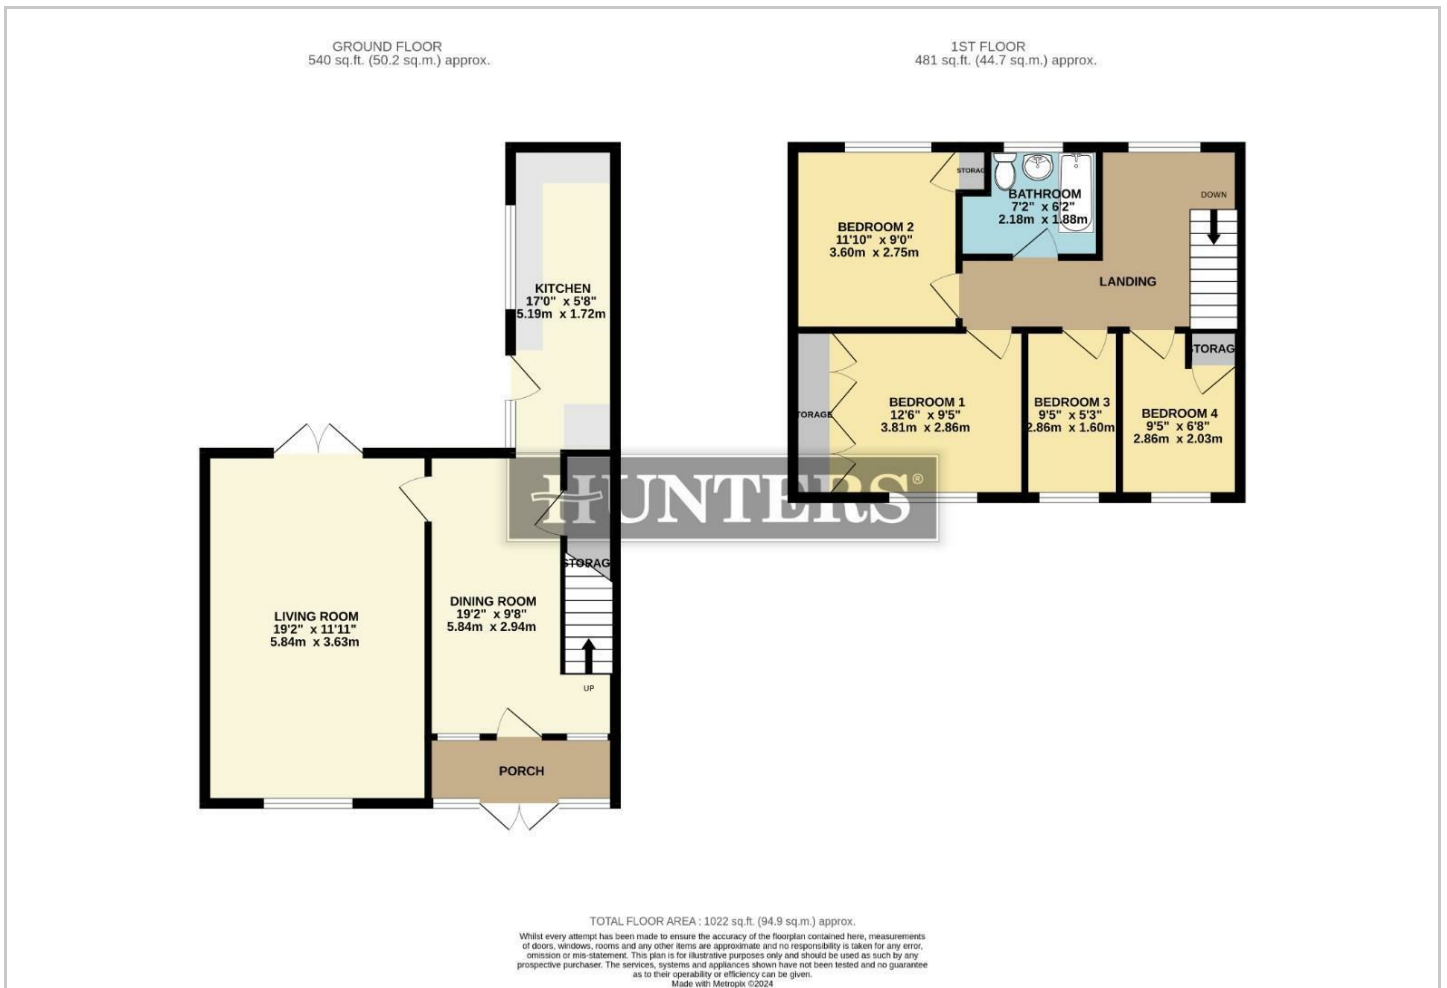 GROUND FLOOR
540 sq.ft. (50.2 sq.m.) approx.
1ST FLOOR
481 sq.ft. (44.7 sq.m.) approx.
KITCHEN
17'0" x 5'8"
5.19m x 1.72m
LIVING ROOM
19'2" x 11'11"
5.84m x 3.63m
DINING ROOM
19'2" x 9'8"
5.84m x 2.94m
STORAG
UP
PORCH
BEDROOM 2
11'10" x 9'0"
3.60m x 2.75m
STORAG
BATHROOM
7'2" x 6'2"
2.18m x 1.88m
DOWN
LANDING
TORAGE
BEDROOM 1
12'6" x 9'5"
3.81m x 2.86m
BEDROOM 3
9'5" x 5'3"
2.86m x 1.60m
TORAG
BEDROOM 4
9'5" x 6'8"
2.86m x 2.03m
HUNTERS®
TOTAL FLOOR AREA : 1022 sq.ft. (94.9 sq.m.) approx.
Whilst every attempt has been made to ensure the accuracy of the floorplan contained here, measurements
of doors, windows, rooms and any other items are approximate and no responsibility is taken for any error,
omission or mis-statement. This plan is for illustrative purposes only and should be used as such by any
prospective purchaser. The services, systems and appliances shown have not been tested and no guarantee
as to their operability or efficiency can be given.
Made with Metropix ©2024